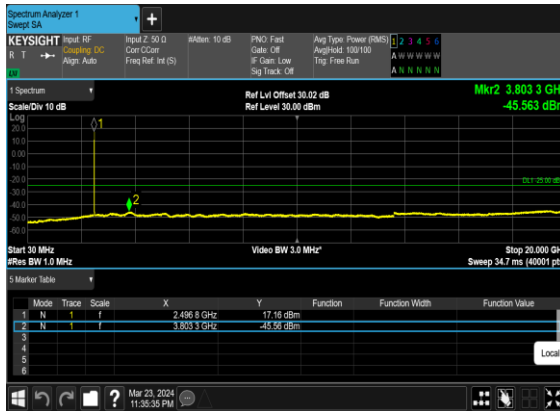 Spectrum Analyzer 1
Swept SA
KEYSIGHT
R T
Input: RF
Coupling: DC
Align: Auto
Input Z: 50 Ω
Corr CCorr
Freq Ref: Int (S)
#Atten: 10 dB
PNO: Fast
Gate: Off
IF Gain: Low
Sig Track: Off
Avg Type: Power (RMS)
Avg|Hold: 100/100
Trig: Free Run
1 2 3 4 5 6
A W W W W W
A N N N N N
1 Spectrum
Scale/Div 10 dB
Ref Lvl Offset 30.02 dB
Ref Level 30.00 dBm
Mkr2 3.803 3 GH
-45.563 dBr
Log
20.0
10.0
0.00
-10.0
-20.0
-30.0
-40.0
-50.0
-60.0
1
2
DL1 -25.00 dB
Start 30 MHz
#Res BW 1.0 MHz
Video BW 3.0 MHz*
Stop 20.000 GH
Sweep 34.7 ms (40001 pt
5 Marker Table
Mode Trace Scale X Y Function Function Width Function Value
1 N 1 f 2.496 8 GHz 17.16 dBm
2 N 1 f 3.803 3 GHz -45.56 dBm
3
4
5
6
Local
Mar 23, 2024
11:35:35 PM